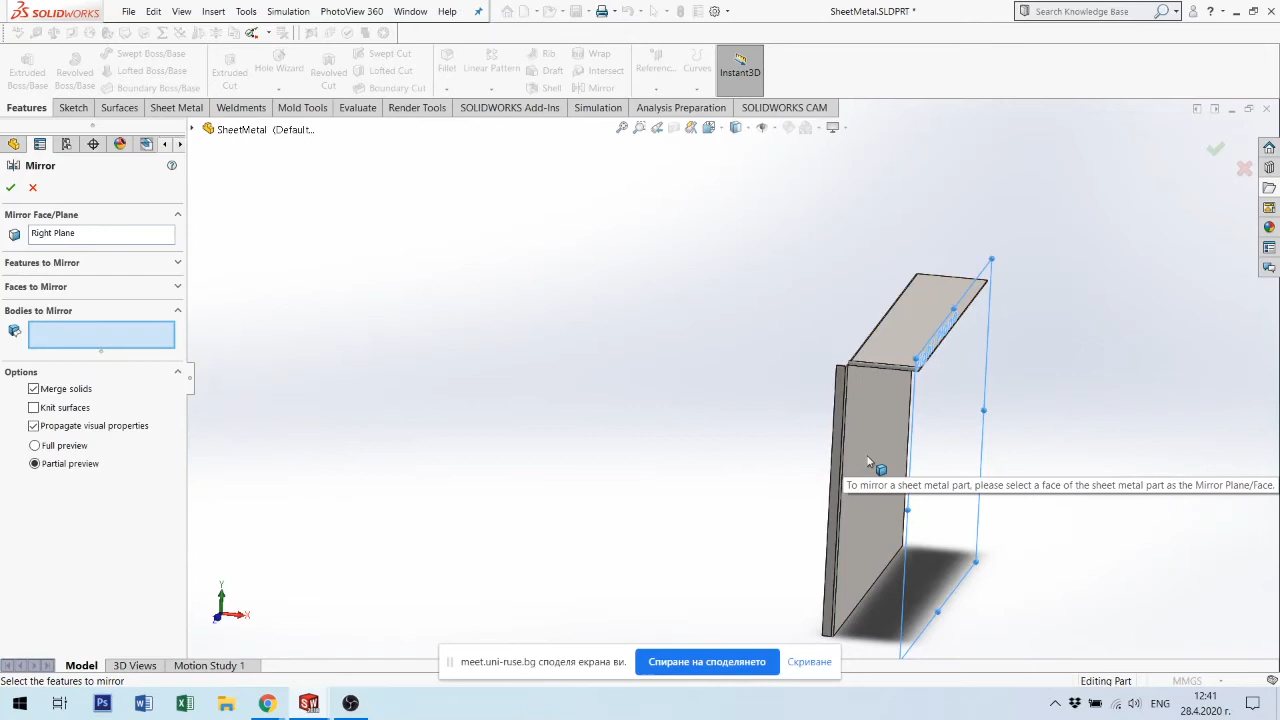 SOLIDWORKS
File Edit View Insert Tools Simulation PhotoView 360 Window Help
SheetMetal.SLDPRT *
Search Knowledge Base
?
Extruded Boss/Base
Revolved Boss/Base
Swept Boss/Base
Lofted Boss/Base
Boundary Boss/Base
Extruded Cut
Hole Wizard
Revolved Cut
Swept Cut
Lofted Cut
Boundary Cut
Fillet
Linear Pattern
Rib
Draft
Shell
Wrap
Intersect
Mirror
Referenc...
Curves
Instant3D
Features Sketch Surfaces Sheet Metal Weldments Mold Tools Evaluate Render Tools SOLIDWORKS Add-Ins Simulation Analysis Preparation SOLIDWORKS CAM
SheetMetal (Default...
Mirror
Mirror Face/Plane
Right Plane
Features to Mirror
Faces to Mirror
Bodies to Mirror
Options
Merge solids
Knit surfaces
Propagate visual properties
Full preview
Partial preview
To mirror a sheet metal part, please select a face of the sheet metal part as the Mirror Plane/Face.
Y
X
Z
meet.uni-ruse.bg споделя екрана ви. Спиране на споделянето Скриване
Model 3D Views Motion Study 1
Select the features to mirror
Editing Part
MMGS
ENG
12:41
28.4.2020 г.